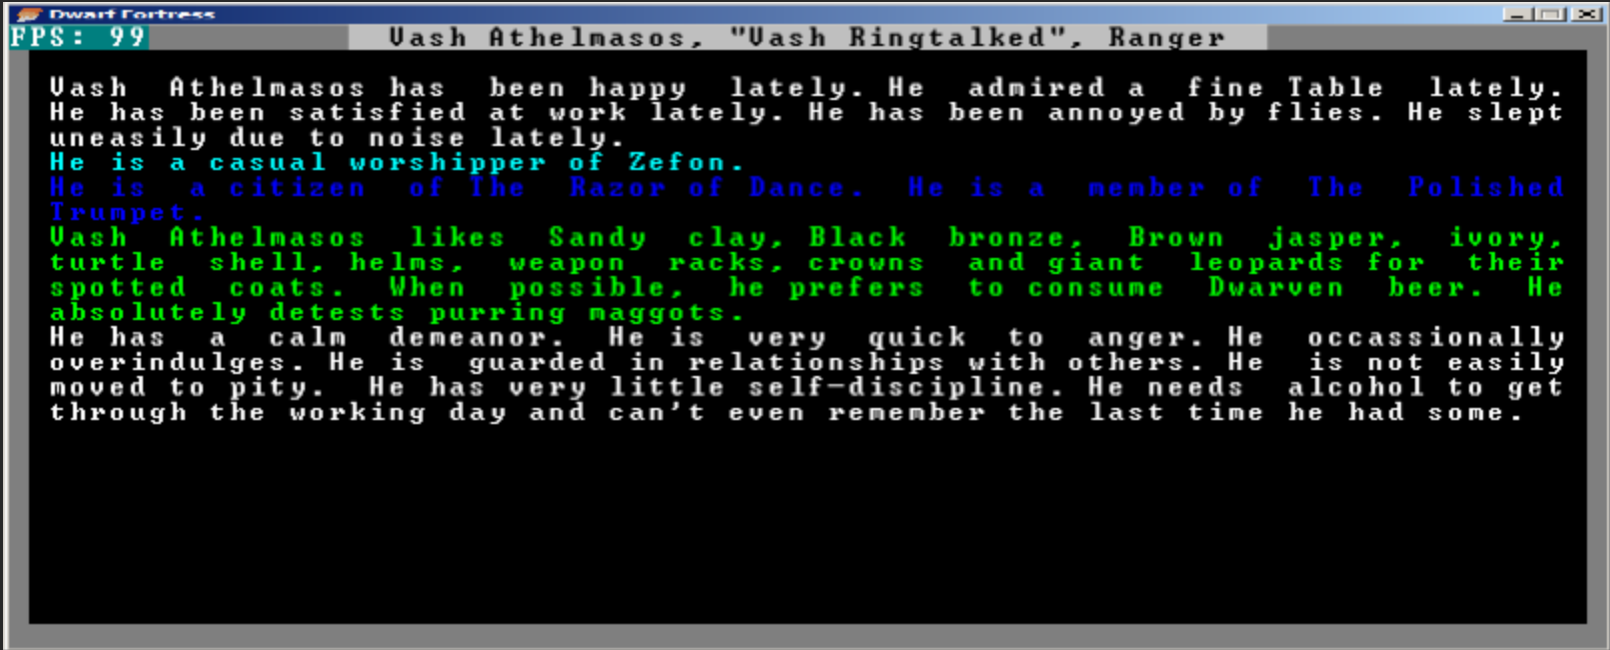 Dwarf Fortress
FPS: 99
Vash Athelmasos, "Vash Ringtalked", Ranger
Vash Athelmasos has been happy lately. He admired a fine Table lately.
He has been satisfied at work lately. He has been annoyed by flies. He slept
uneasily due to noise lately.
He is a casual worshipper of Zefon.
He is a citizen of The Razor of Dance. He is a member of The Polished
Trumpet.
Vash Athelmasos likes Sandy clay, Black bronze, Brown jasper, ivory,
turtle shell, helms, weapon racks, crowns and giant leopards for their
spotted coats. When possible, he prefers to consume Dwarven beer. He
absolutely detests purring maggots.
He has a calm demeanor. He is very quick to anger. He occassionally
overindulges. He is guarded in relationships with others. He is not easily
moved to pity. He has very little self-discipline. He needs alcohol to get
through the working day and can't even remember the last time he had some.